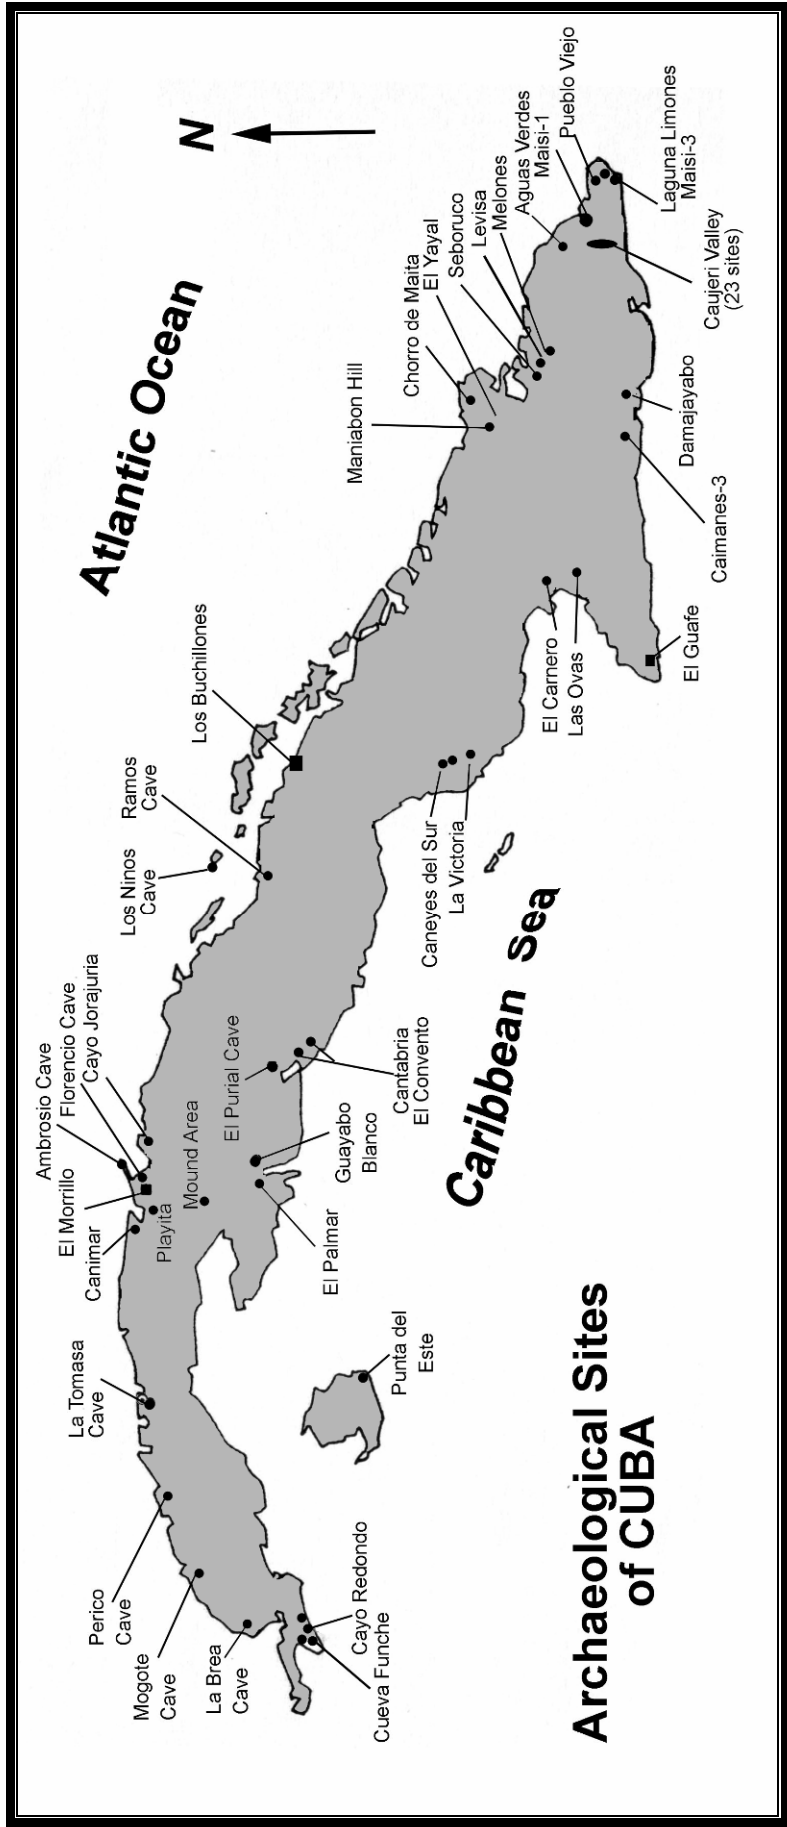 N
Atlantic Ocean
Caribbean Sea
Archaeological Sites
of CUBA
Perico
Cave
Mogote
Cave
La Brea
Cave
Cueva Funche
Cayo Redondo
La Tomasa
Cave
Punta del
Este
Canimar
El Morrillo
Ambrosio Cave
Florencio Cave
Cayo Jorajuria
Playita
Mound Area
El Purial Cave
El Palmar
Guayabo
Blanco
Cantabria
El Convento
Los Ninos
Cave
Ramos
Cave
Los Buchillones
Caneyes del Sur
La Victoria
El Carnero
Las Ovas
El Guafe
Maniabon Hill
Chorro de Maita
El Yayal
Seboruco
Levisa
Melones
Aguas Verdes
Maisi-1
Pueblo Viejo
Laguna Limones
Maisi-3
Caujeri Valley
(23 sites)
Damajayabo
Caimanes-3